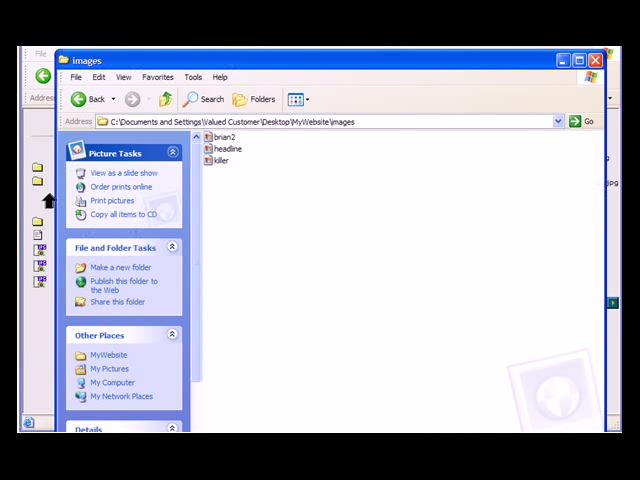 images
File Edit View Favorites Tools Help
Back Search Folders
Address C:\Documents and Settings\Valued Customer\Desktop\MyWebsite\images Go
File
Address
Picture Tasks
View as a slide show
Order prints online
Print pictures
Copy all items to CD
File and Folder Tasks
Make a new folder
Publish this folder to
the Web
Share this folder
Other Places
MyWebsite
My Pictures
My Computer
My Network Places
Details
brian2
headline
killer
jpg